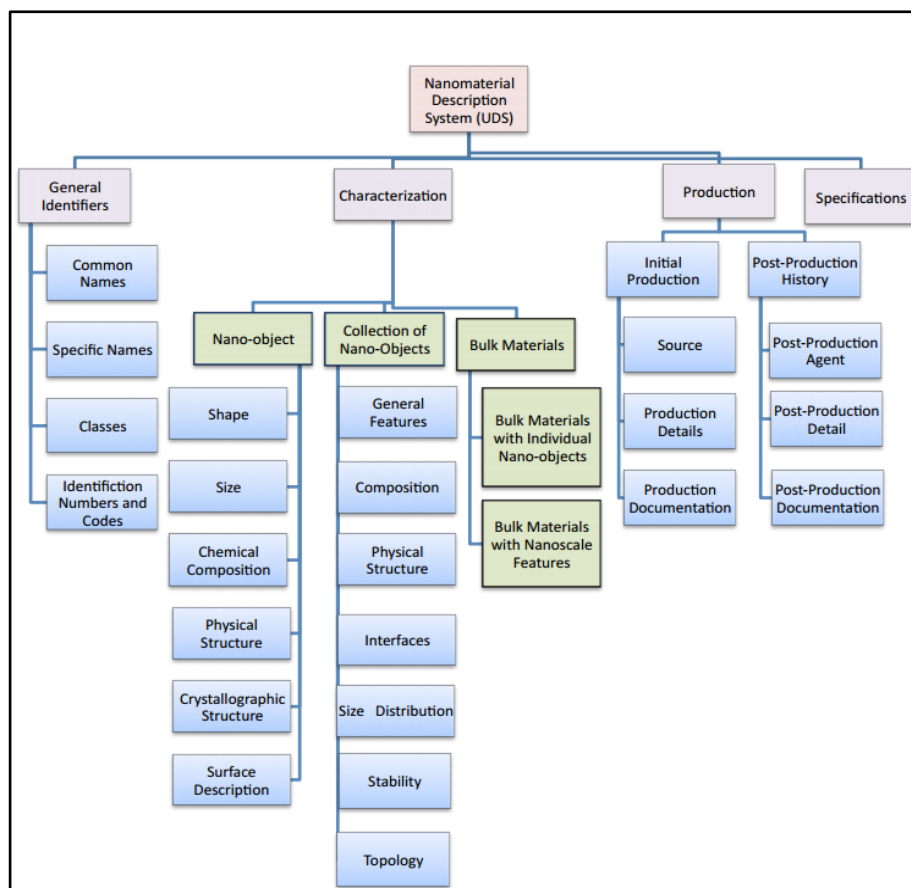 Nanomaterial
Description
System (UDS)
General
Identifiers
Characterization
Production
Specifications
Common
Names
Specific Names
Classes
Identifiction
Numbers and
Codes
Nano-object
Shape
Size
Chemical
Composition
Physical
Structure
Crystallographic
Structure
Surface
Description
Collection of
Nano-Objects
General
Features
Composition
Physical
Structure
Interfaces
Size Distribution
Stability
Topology
Bulk Materials
Bulk Materials
with Individual
Nano-objects
Bulk Materials
with Nanoscale
Features
Initial
Production
Source
Production
Details
Production
Documentation
Post-Production
History
Post-Production
Agent
Post-Production
Detail
Post-Production
Documentation